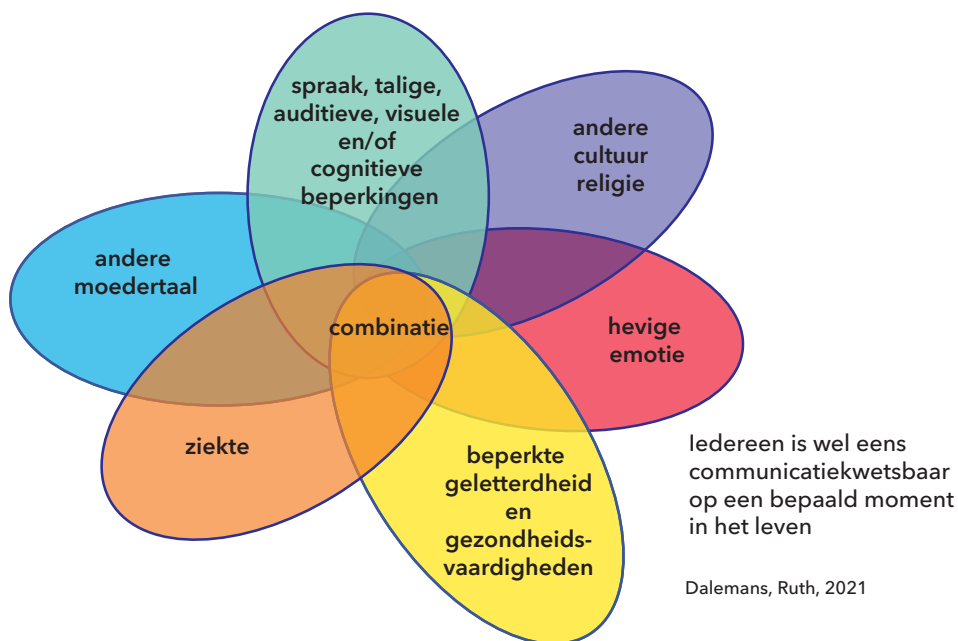 spraak, talige,
auditieve, visuele
en/of
cognitieve
beperkingen
andere
cultuur
religie
andere
moedertaal
combinatie
hevige
emotie
ziekte
beperkte
geletterdheid
en
gezondheids-
vaardigheden
Iedereen is wel eens
communicatiekwetsbaar
op een bepaald moment
in het leven
Dalemans, Ruth, 2021